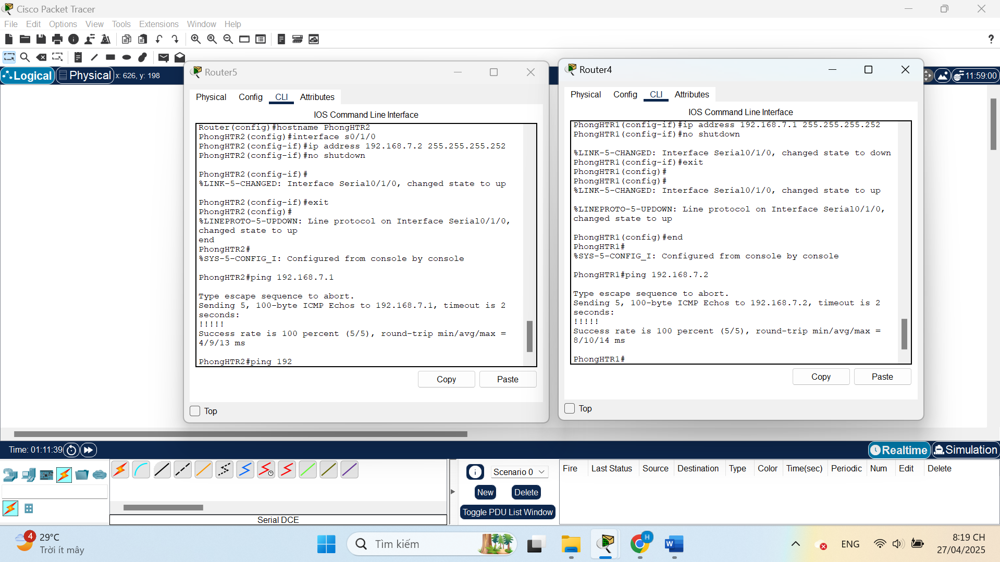 Cisco Packet Tracer
File Edit Options View Tools Extensions Window Help
Logical Physical x: 626, y: 198
11:59:00
Router5
Physical Config CLI Attributes
IOS Command Line Interface
Router(config)#hostname PhongHTR2
PhongHTR2(config)#interface s0/1/0
PhongHTR2(config-if)#ip address 192.168.7.2 255.255.255.252
PhongHTR2(config-if)#no shutdown
PhongHTR2(config-if)#
%LINK-5-CHANGED: Interface Serial0/1/0, changed state to up
PhongHTR2(config-if)#exit
PhongHTR2(config)#
%LINEPROTO-5-UPDOWN: Line protocol on Interface Serial0/1/0,
changed state to up
end
PhongHTR2#
%SYS-5-CONFIG_I: Configured from console by console
PhongHTR2#ping 192.168.7.1
Type escape sequence to abort.
Sending 5, 100-byte ICMP Echos to 192.168.7.1, timeout is 2
seconds:
!!!!!
Success rate is 100 percent (5/5), round-trip min/avg/max =
4/9/13 ms
PhongHTR2#ping 192
Copy Paste
Top
Router4
Physical Config CLI Attributes
IOS Command Line Interface
PhongHTR1(config-if)#ip address 192.168.7.1 255.255.255.252
PhongHTR1(config-if)#no shutdown
%LINK-5-CHANGED: Interface Serial0/1/0, changed state to down
PhongHTR1(config-if)#exit
PhongHTR1(config)#
PhongHTR1(config)#
%LINK-5-CHANGED: Interface Serial0/1/0, changed state to up
%LINEPROTO-5-UPDOWN: Line protocol on Interface Serial0/1/0,
changed state to up
PhongHTR1(config)#end
PhongHTR1#
%SYS-5-CONFIG_I: Configured from console by console
PhongHTR1#ping 192.168.7.2
Type escape sequence to abort.
Sending 5, 100-byte ICMP Echos to 192.168.7.2, timeout is 2
seconds:
!!!!!
Success rate is 100 percent (5/5), round-trip min/avg/max =
8/10/14 ms
PhongHTR1#
Copy Paste
Top
Time: 01:11:39
Realtime Simulation
Serial DCE
Scenario 0
New Delete
Toggle PDU List Window
Fire Last Status Source Destination Type Color Time(sec) Periodic Num Edit Delete
4
29°C
Trời ít mây
Tìm kiếm
H
W
ENG
8:19 CH
27/04/2025